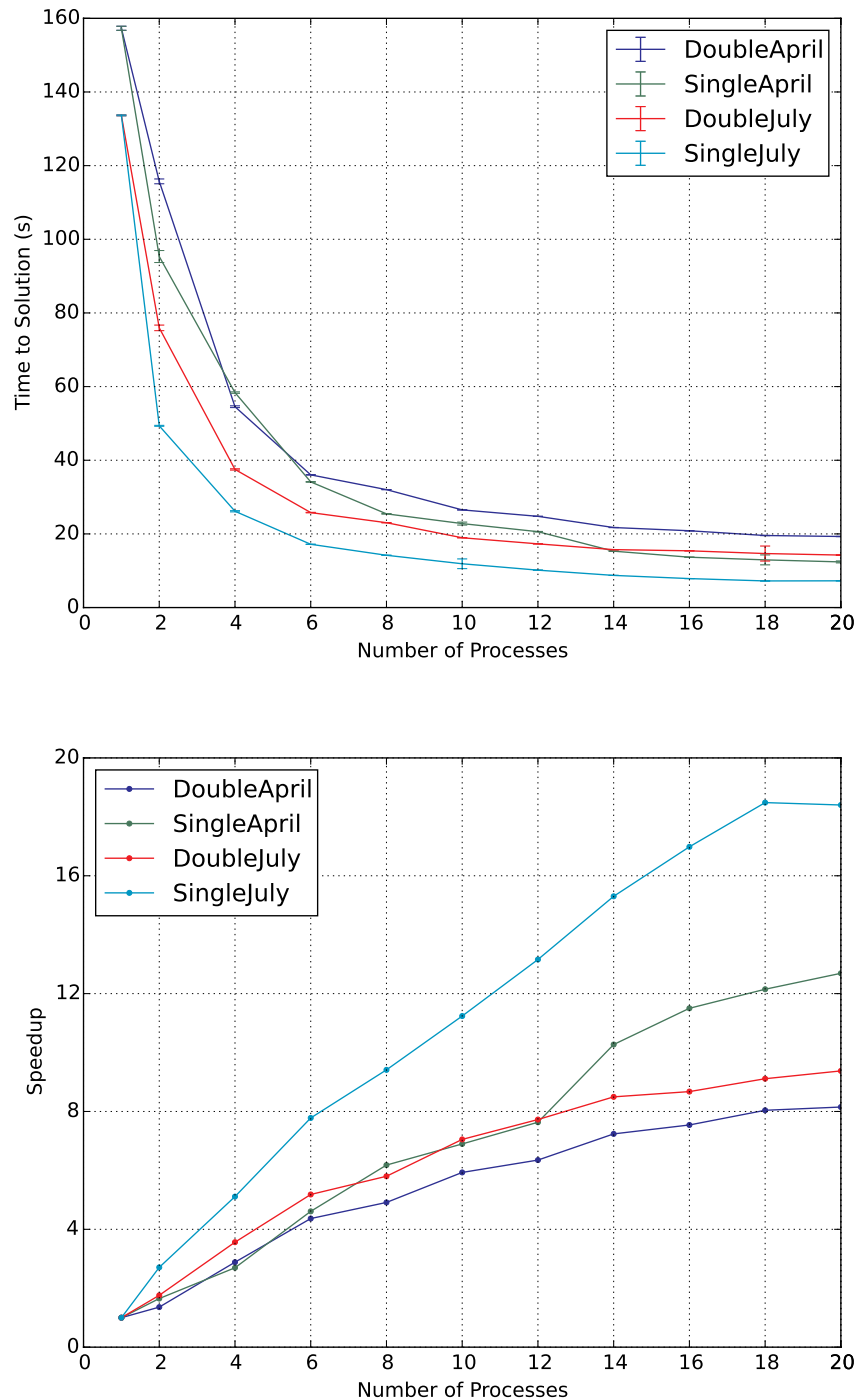 160
140
120
100
80
60
40
20
0
Time to Solution (s)
DoubleApril
SingleApril
DoubleJuly
SingleJuly
0 2 4 6 8 10 12 14 16 18 20
Number of Processes
20
16
12
8
4
0
Speedup
DoubleApril
SingleApril
DoubleJuly
SingleJuly
0 2 4 6 8 10 12 14 16 18 20
Number of Processes